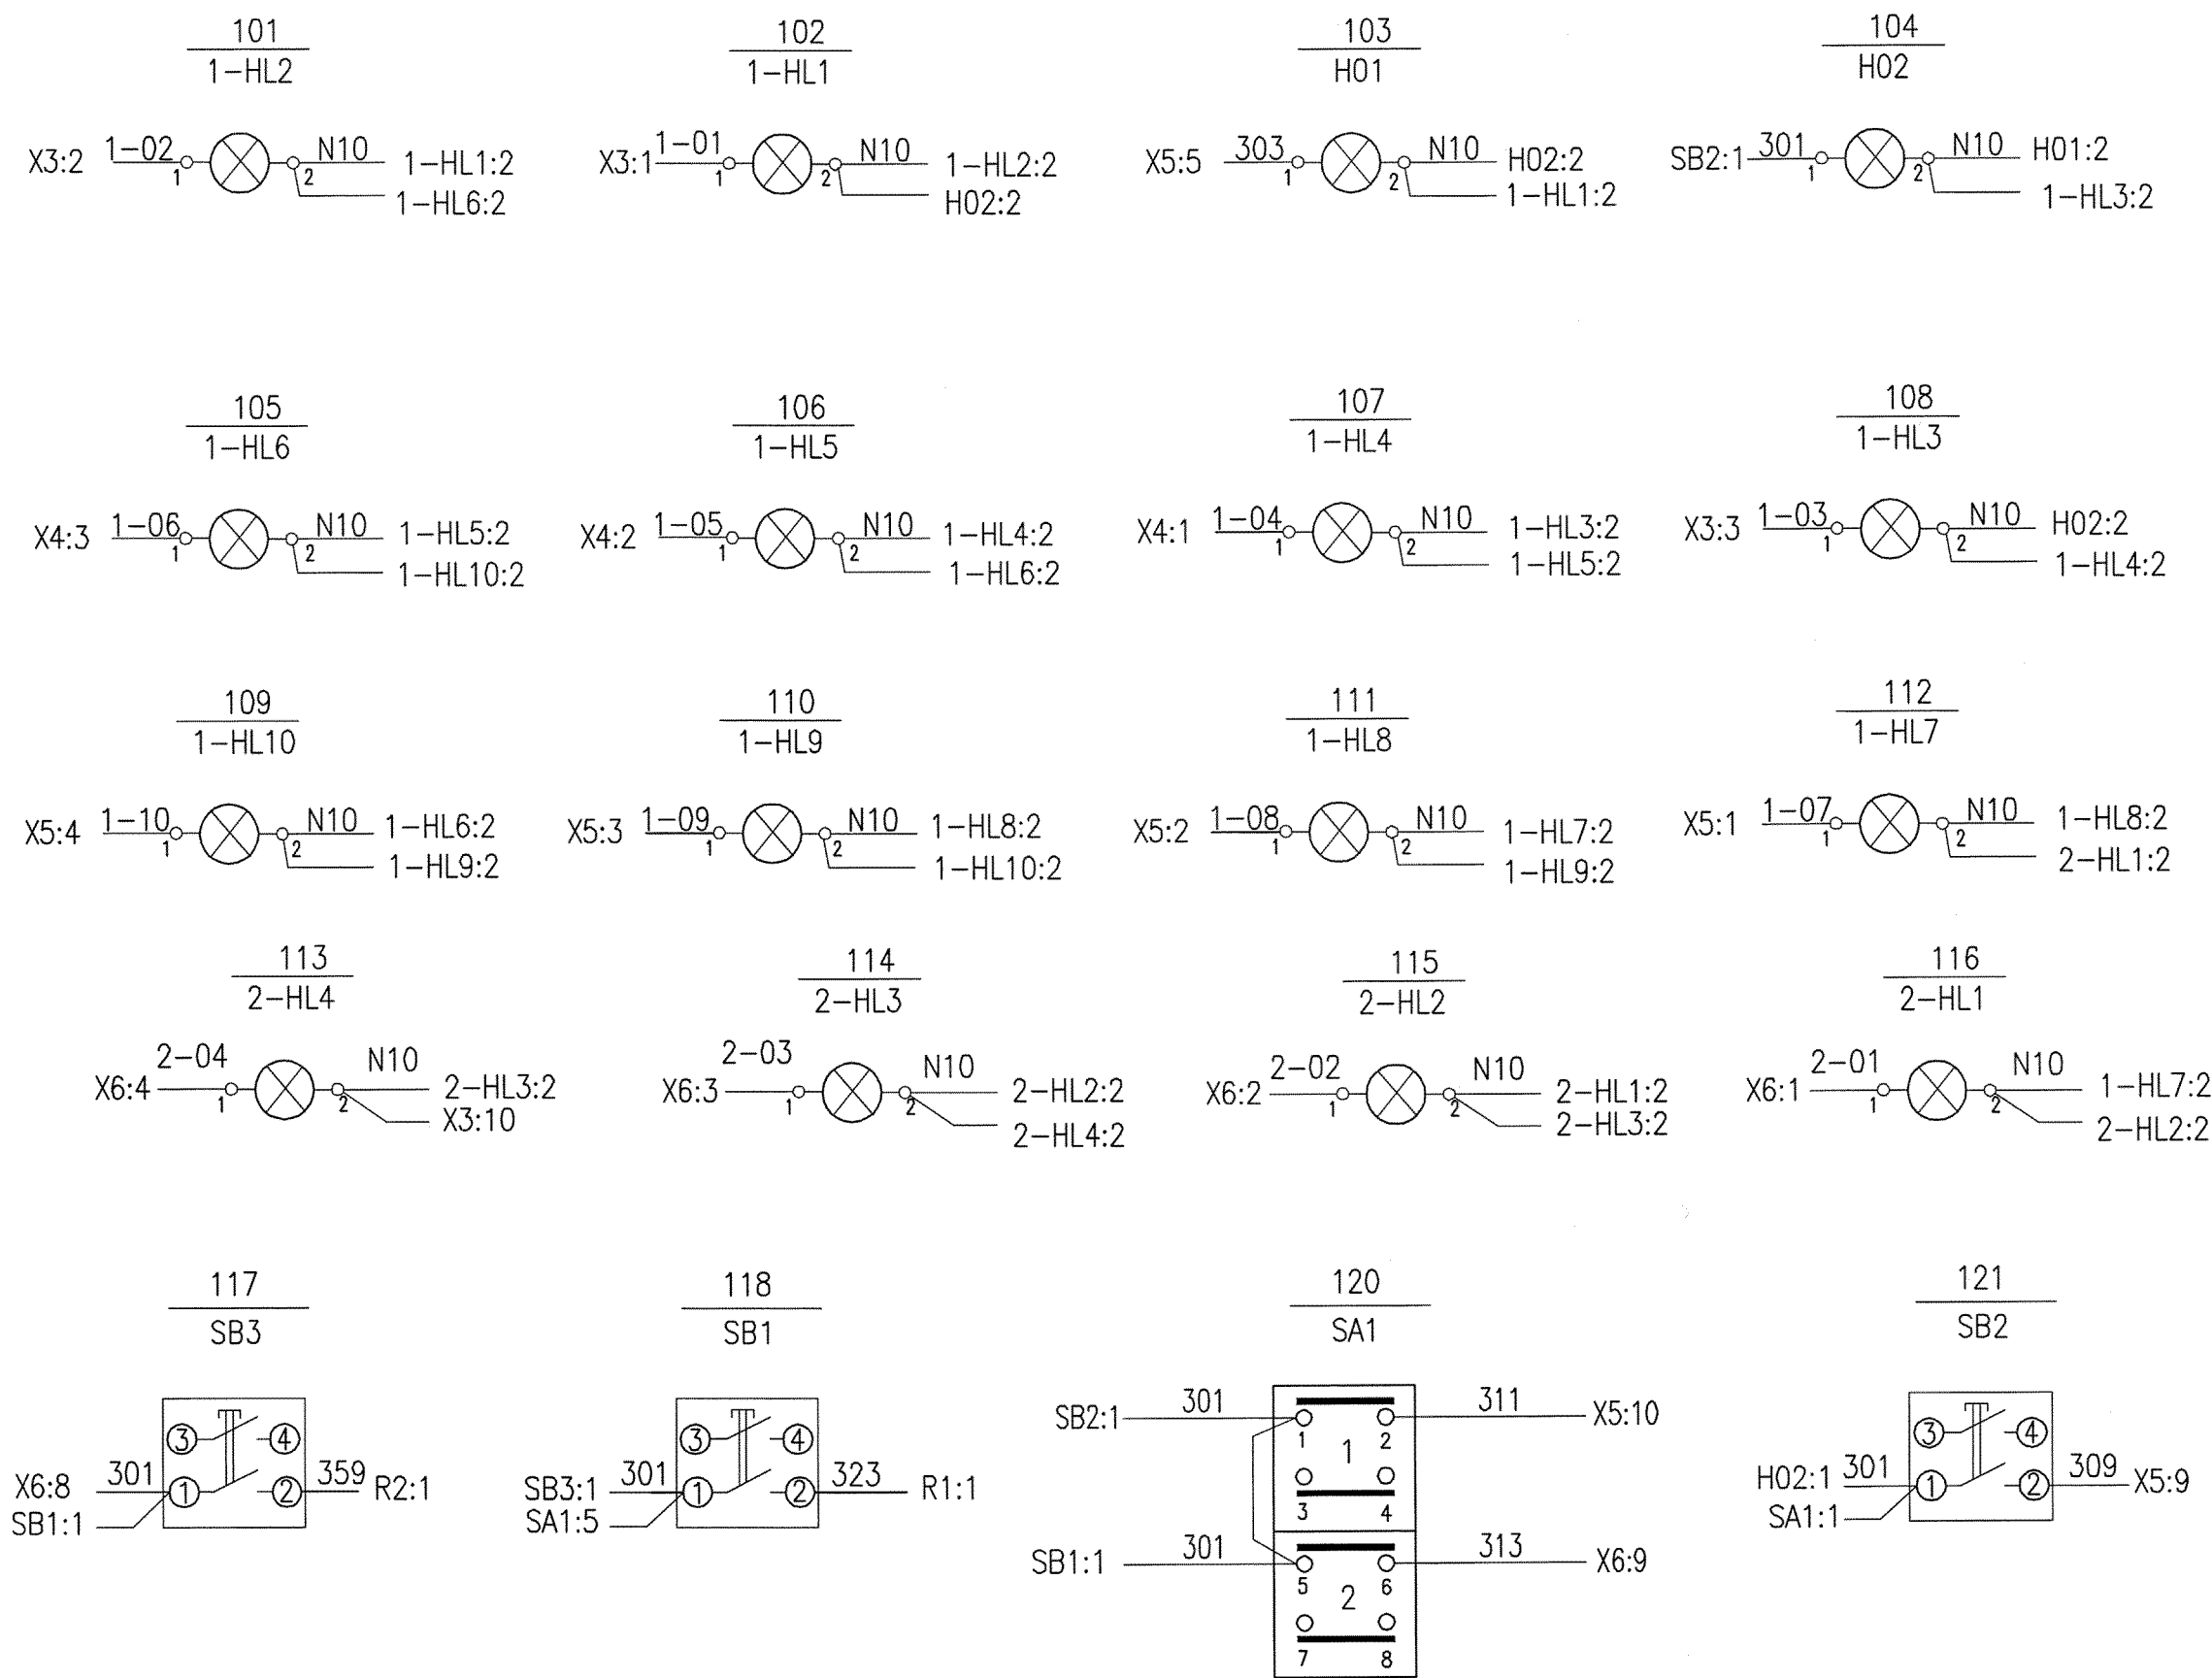 101
1-HL2
X3:2 1-02 1 2 N10 1-HL1:2
1-HL6:2
102
1-HL1
X3:1 1-01 1 2 N10 1-HL2:2
H02:2
103
H01
X5:5 303 1 2 N10 H02:2
1-HL1:2
104
H02
SB2:1 301 1 2 N10 H01:2
1-HL3:2
105
1-HL6
X4:3 1-06 1 2 N10 1-HL5:2
1-HL10:2
106
1-HL5
X4:2 1-05 1 2 N10 1-HL4:2
1-HL6:2
107
1-HL4
X4:1 1-04 1 2 N10 1-HL3:2
1-HL5:2
108
1-HL3
X3:3 1-03 1 2 N10 H02:2
1-HL4:2
109
1-HL10
X5:4 1-10 1 2 N10 1-HL6:2
1-HL9:2
110
1-HL9
X5:3 1-09 1 2 N10 1-HL8:2
1-HL10:2
111
1-HL8
X5:2 1-08 1 2 N10 1-HL7:2
1-HL9:2
112
1-HL7
X5:1 1-07 1 2 N10 1-HL8:2
2-HL1:2
113
2-HL4
X6:4 2-04 1 2 N10 2-HL3:2
X3:10
114
2-HL3
X6:3 2-03 1 2 N10 2-HL2:2
2-HL4:2
115
2-HL2
X6:2 2-02 1 2 N10 2-HL1:2
2-HL3:2
116
2-HL1
X6:1 2-01 1 2 N10 1-HL7:2
2-HL2:2
117
SB3
3 4
X6:8 301 1 2 359 R2:1
SB1:1
118
SB1
3 4
SB3:1 301 1 2 323 R1:1
SA1:5
120
SA1
SB2:1 301 311 X5:10
1 2
1
3 4
SB1:1 301 313 X6:9
5 6
2
7 8
121
SB2
3 4
H02:1 301 1 2 309 X5:9
SA1:1